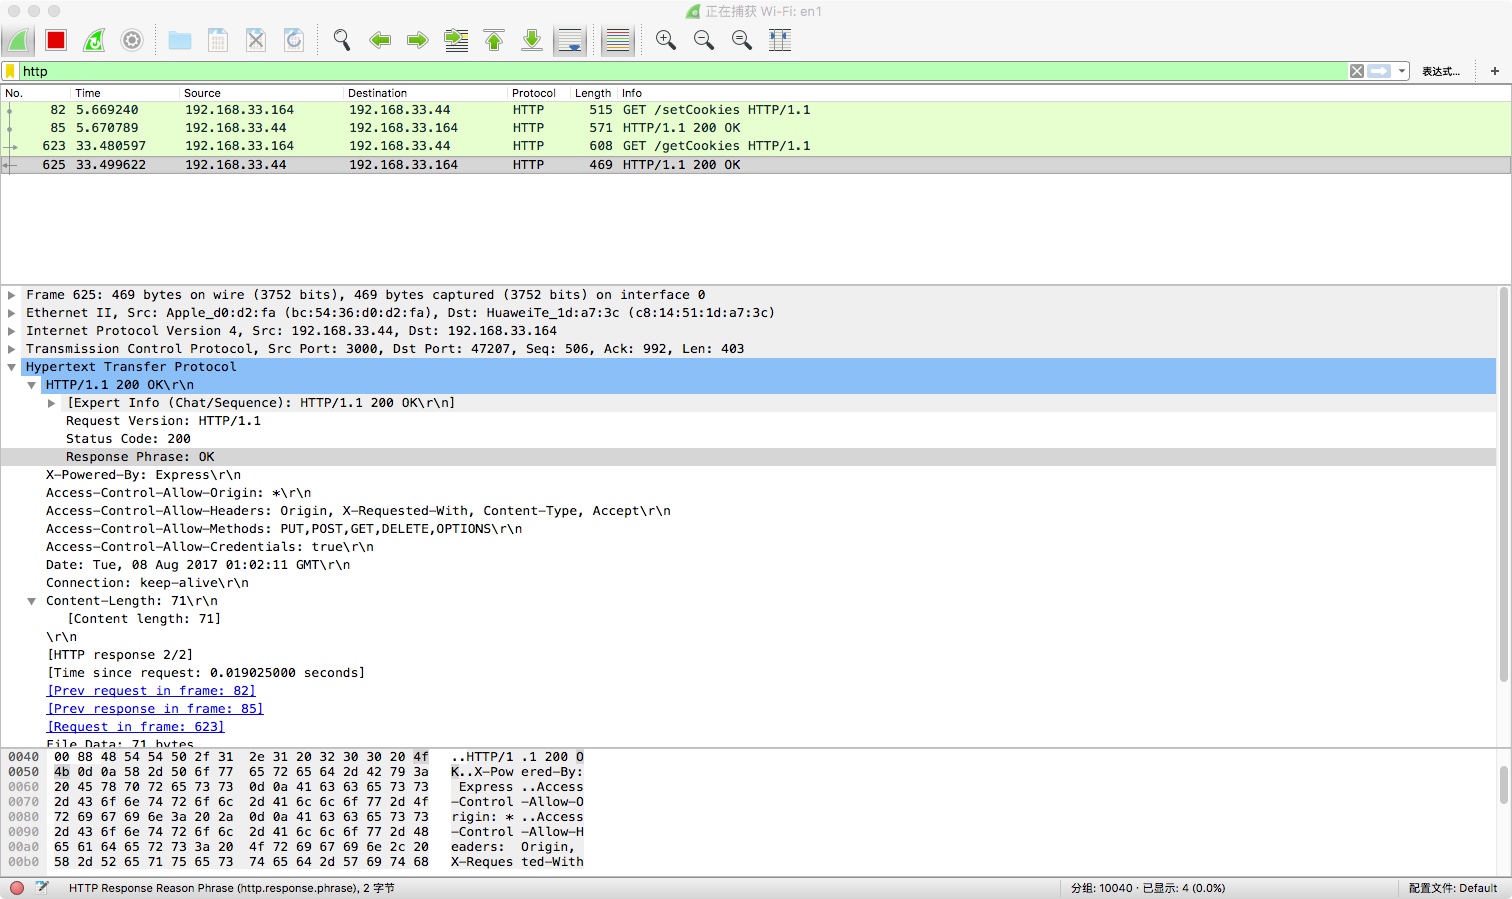 正在捕获 Wi-Fi: en1
http 表达式... +
No. Time Source Destination Protocol Length Info
82 5.669240 192.168.33.164 192.168.33.44 HTTP 515 GET /setCookies HTTP/1.1
85 5.670789 192.168.33.44 192.168.33.164 HTTP 571 HTTP/1.1 200 OK
623 33.480597 192.168.33.164 192.168.33.44 HTTP 608 GET /getCookies HTTP/1.1
625 33.499622 192.168.33.44 192.168.33.164 HTTP 469 HTTP/1.1 200 OK
Frame 625: 469 bytes on wire (3752 bits), 469 bytes captured (3752 bits) on interface 0
Ethernet II, Src: Apple_d0:d2:fa (bc:54:36:d0:d2:fa), Dst: HuaweiTe_1d:a7:3c (c8:14:51:1d:a7:3c)
Internet Protocol Version 4, Src: 192.168.33.44, Dst: 192.168.33.164
Transmission Control Protocol, Src Port: 3000, Dst Port: 47207, Seq: 506, Ack: 992, Len: 403
Hypertext Transfer Protocol
HTTP/1.1 200 OK\r\n
[Expert Info (Chat/Sequence): HTTP/1.1 200 OK\r\n]
Request Version: HTTP/1.1
Status Code: 200
Response Phrase: OK
X-Powered-By: Express\r\n
Access-Control-Allow-Origin: *\r\n
Access-Control-Allow-Headers: Origin, X-Requested-With, Content-Type, Accept\r\n
Access-Control-Allow-Methods: PUT,POST,GET,DELETE,OPTIONS\r\n
Access-Control-Allow-Credentials: true\r\n
Date: Tue, 08 Aug 2017 01:02:11 GMT\r\n
Connection: keep-alive\r\n
Content-Length: 71\r\n
[Content length: 71]
\r\n
[HTTP response 2/2]
[Time since request: 0.019025000 seconds]
[Prev request in frame: 82]
[Prev response in frame: 85]
[Request in frame: 623]
File Data: 71 bytes
0040 00 88 48 54 54 50 2f 31 2e 31 20 32 30 30 20 4f ..HTTP/1 .1 200 O
0050 4b 0d 0a 58 2d 50 6f 77 65 72 65 64 2d 42 79 3a K..X-Pow ered-By:
0060 20 45 78 70 72 65 73 73 0d 0a 41 63 63 65 73 73 Express ..Access
0070 2d 43 6f 6e 74 72 6f 6c 2d 41 6c 6c 6f 77 2d 4f -Control -Allow-O
0080 72 69 67 69 6e 3a 20 2a 0d 0a 41 63 63 65 73 73 rigin: * ..Access
0090 2d 43 6f 6e 74 72 6f 6c 2d 41 6c 6c 6f 77 2d 48 -Control -Allow-H
00a0 65 61 64 65 72 73 3a 20 4f 72 69 67 69 6e 2c 20 eaders: Origin,
00b0 58 2d 52 65 71 75 65 73 74 65 64 2d 57 69 74 68 X-Reques ted-With
HTTP Response Reason Phrase (http.response.phrase), 2 字节 分组: 10040 · 已显示: 4 (0.0%) 配置文件: Default